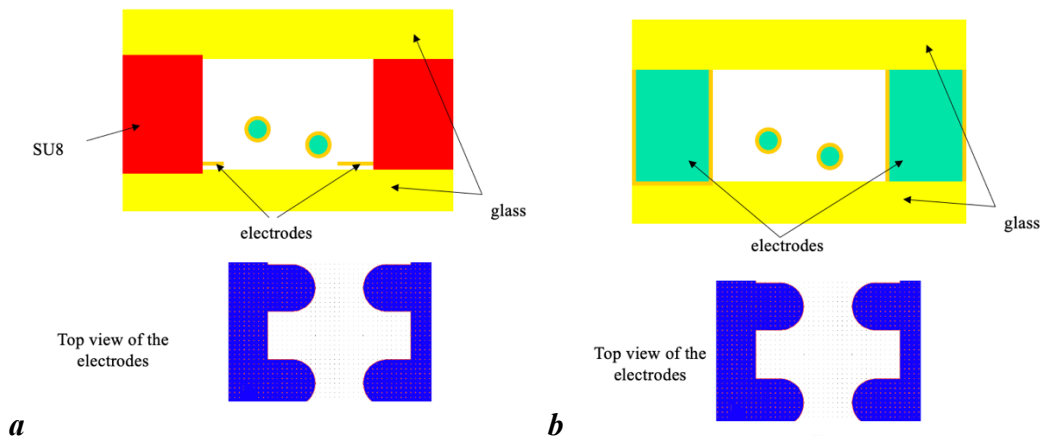 SU8
glass
electrodes
Top view of the
electrodes
a
glass
electrodes
Top view of the
electrodes
b